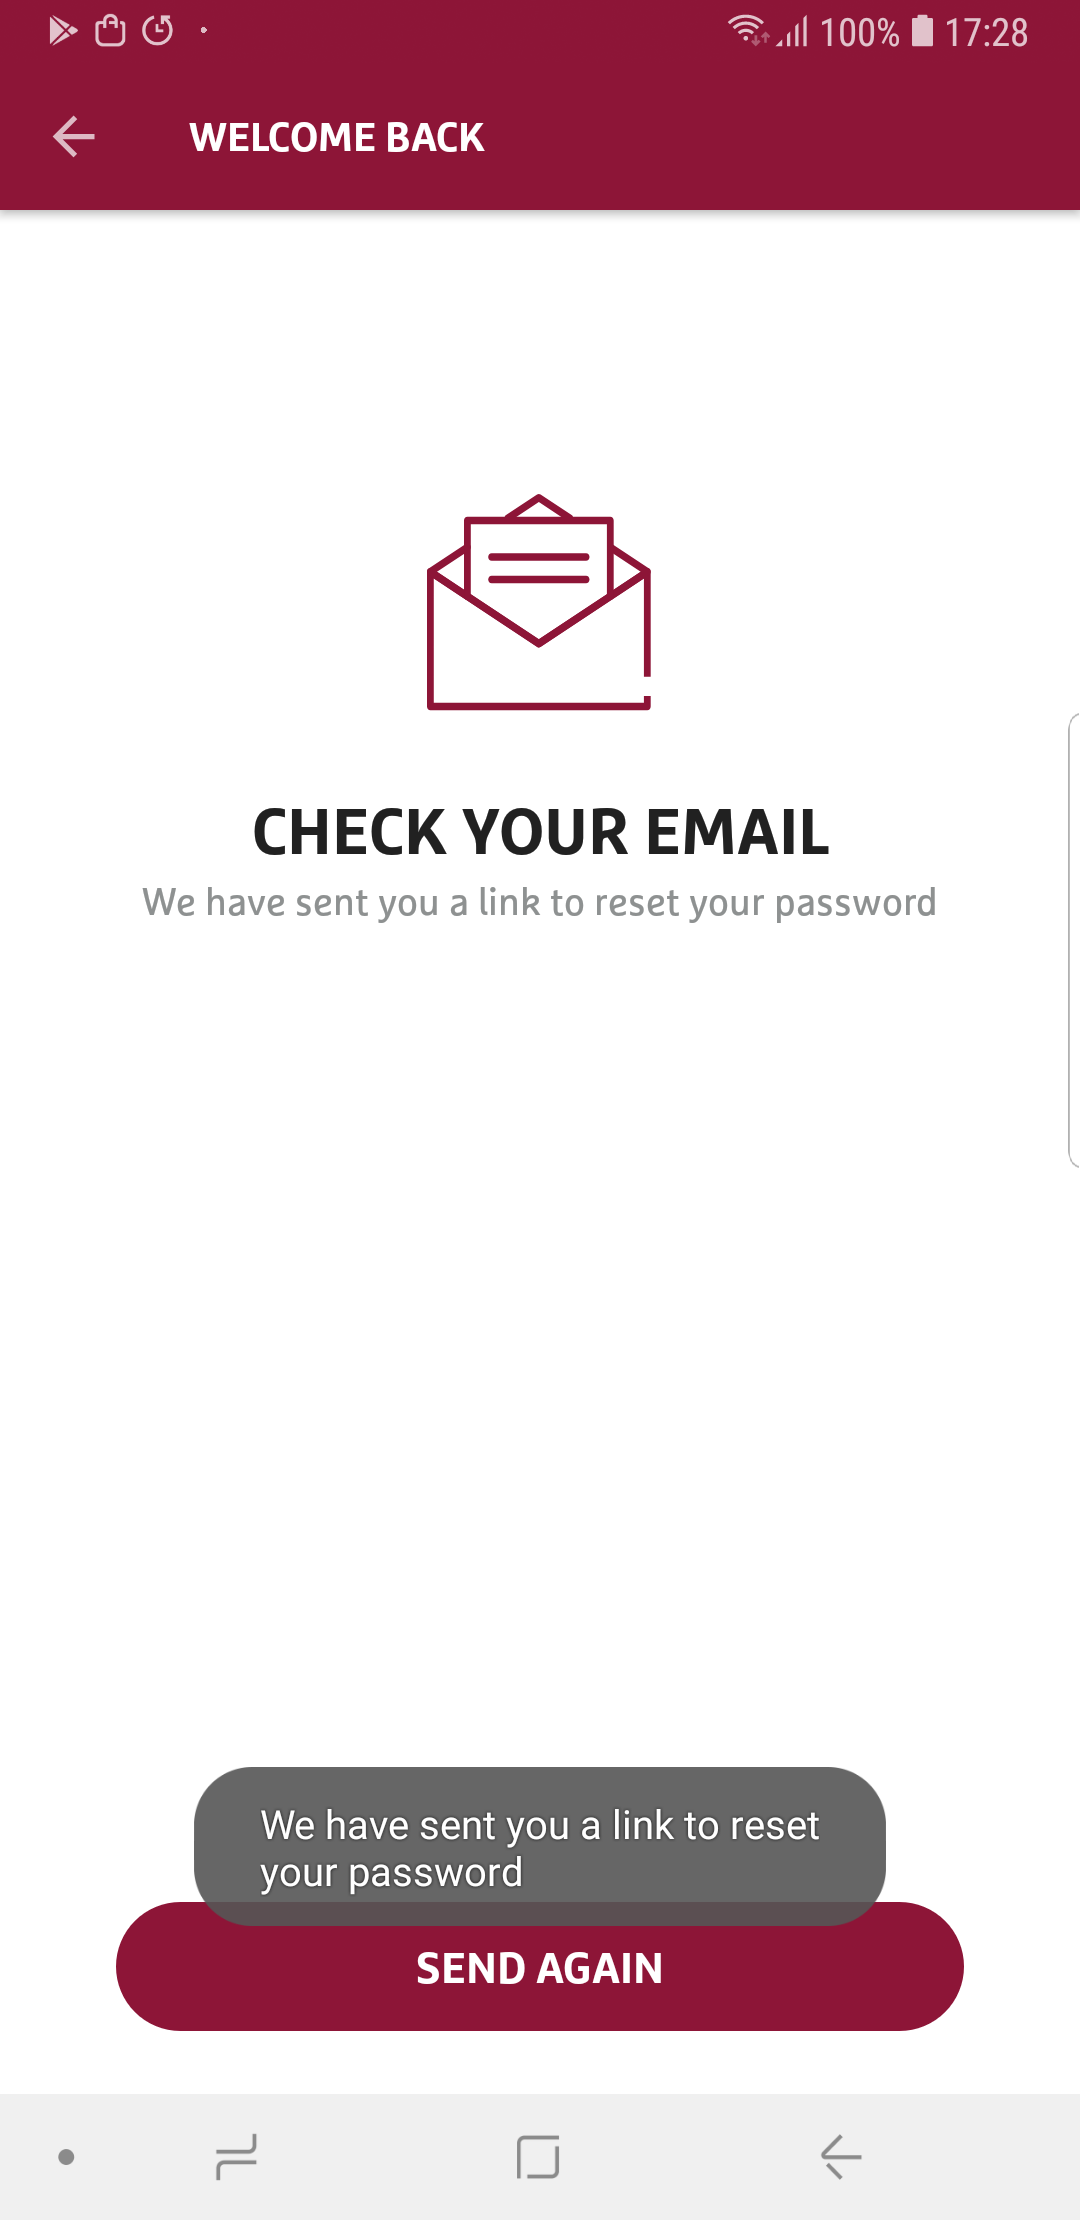 100% 17:28
WELCOME BACK
CHECK YOUR EMAIL
We have sent you a link to reset your password
We have sent you a link to reset
your password
SEND AGAIN